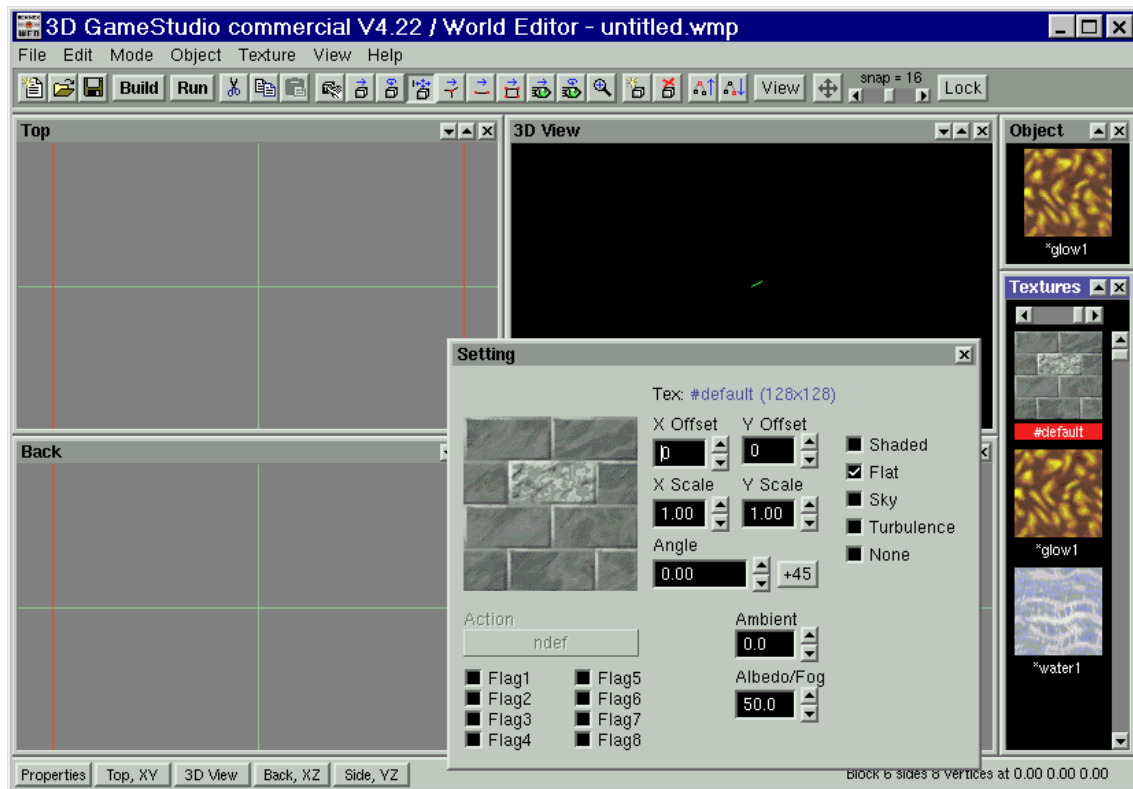 3D GameStudio commercial V4.22 / World Editor - untitled.wmp
File Edit Mode Object Texture View Help
Build Run View snap = 16 Lock
Top
3D View
Object
*glow1
Textures
#default
*glow1
*water1
Back
Setting
Tex: #default (128x128)
X Offset Y Offset
0 0
X Scale Y Scale
1.00 1.00
Angle
0.00 +45
Shaded
Flat
Sky
Turbulence
None
Action
ndef
Ambient
0.0
Albedo/Fog
50.0
Flag1 Flag5
Flag2 Flag6
Flag3 Flag7
Flag4 Flag8
Properties Top, XY 3D View Back, XZ Side, YZ
Block 6 sides 8 vertices at 0.00 0.00 0.00